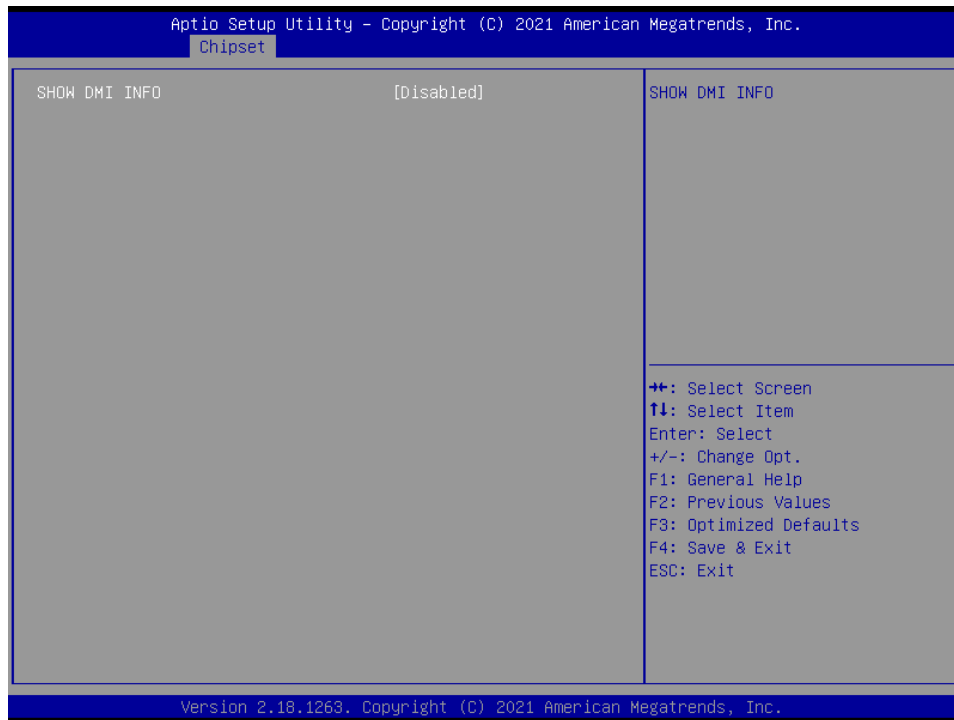 Aptio Setup Utility – Copyright (C) 2021 American Megatrends, Inc.
Chipset
SHOW DMI INFO [Disabled]
SHOW DMI INFO
→←: Select Screen
↑↓: Select Item
Enter: Select
+/-: Change Opt.
F1: General Help
F2: Previous Values
F3: Optimized Defaults
F4: Save & Exit
ESC: Exit
Version 2.18.1263. Copyright (C) 2021 American Megatrends, Inc.